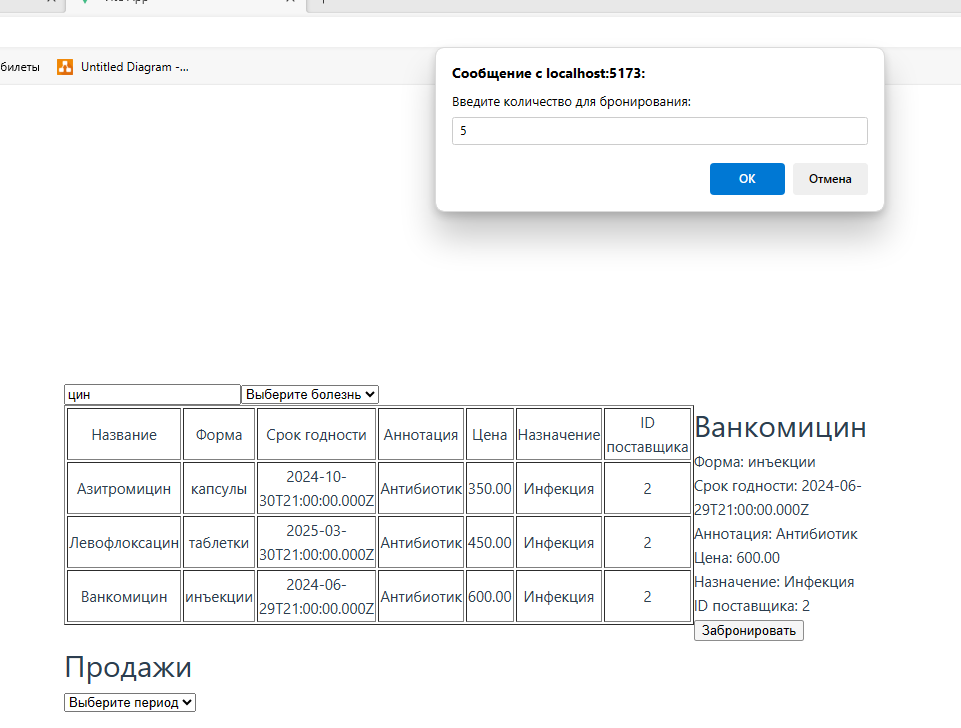 билеты
Untitled Diagram -...
Сообщение с localhost:5173:
Введите количество для бронирования:
5
ОК
Отмена
цин
Выберите болезнь
Название Форма Срок годности Аннотация Цена Назначение ID
поставщика
Азитромицин капсулы 2024-10-
30T21:00:00.000Z Антибиотик 350.00 Инфекция 2
Левофлоксацин таблетки 2025-03-
30T21:00:00.000Z Антибиотик 450.00 Инфекция 2
Ванкомицин инъекции 2024-06-
29T21:00:00.000Z Антибиотик 600.00 Инфекция 2
Ванкомицин
Форма: инъекции
Срок годности: 2024-06-
29T21:00:00.000Z
Аннотация: Антибиотик
Цена: 600.00
Назначение: Инфекция
ID поставщика: 2
Забронировать
Продажи
Выберите период